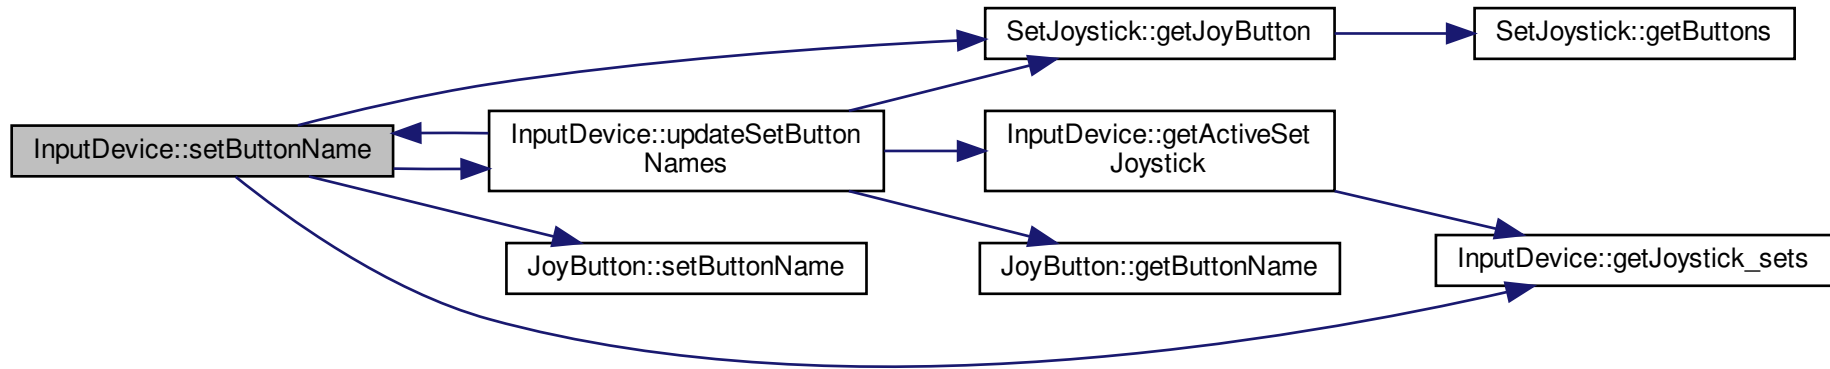 SetJoystick::getJoyButton
SetJoystick::getButtons
InputDevice::setButtonName
InputDevice::updateSetButton
Names
InputDevice::getActiveSet
Joystick
InputDevice::getJoystick_sets
JoyButton::setButtonName
JoyButton::getButtonName